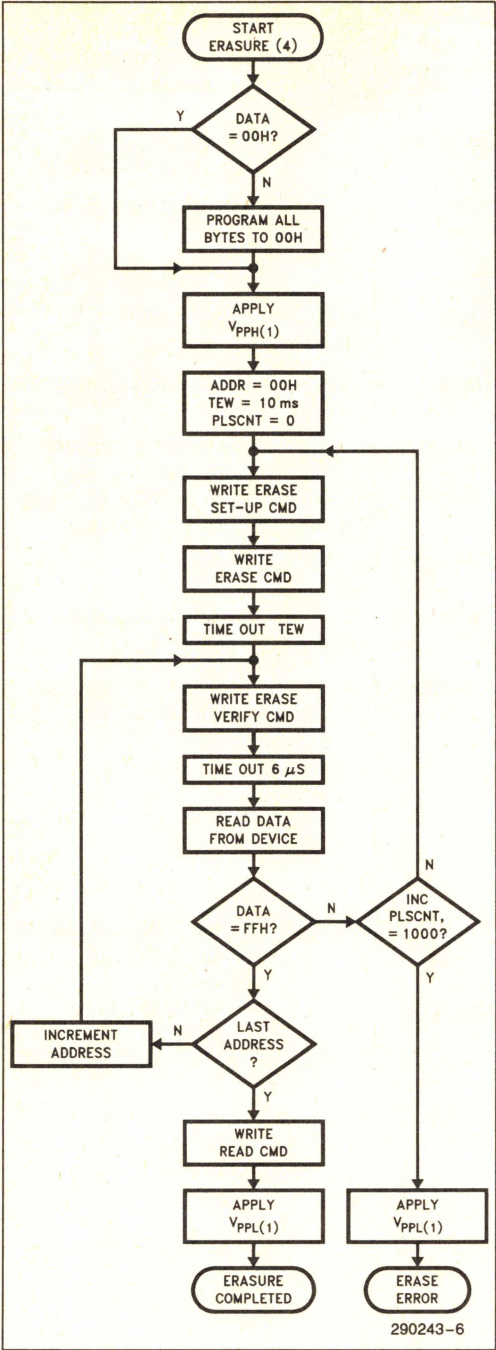 START
ERASURE (4)
Y
DATA
= 00H?
N
PROGRAM ALL
BYTES TO 00H
APPLY
VPPH(1)
ADDR = 00H
TEW = 10 ms
PLSCNT = 0
WRITE ERASE
SET-UP CMD
WRITE
ERASE CMD
TIME OUT TEW
WRITE ERASE
VERIFY CMD
TIME OUT 6 μS
READ DATA
FROM DEVICE
N
DATA
= FFH?
N
INC
PLSCNT,
= 1000?
Y
Y
INCREMENT
ADDRESS
N
LAST
ADDRESS
?
Y
WRITE
READ CMD
APPLY
VPPL(1)
APPLY
VPPL(1)
ERASURE
COMPLETED
ERASE
ERROR
290243-6